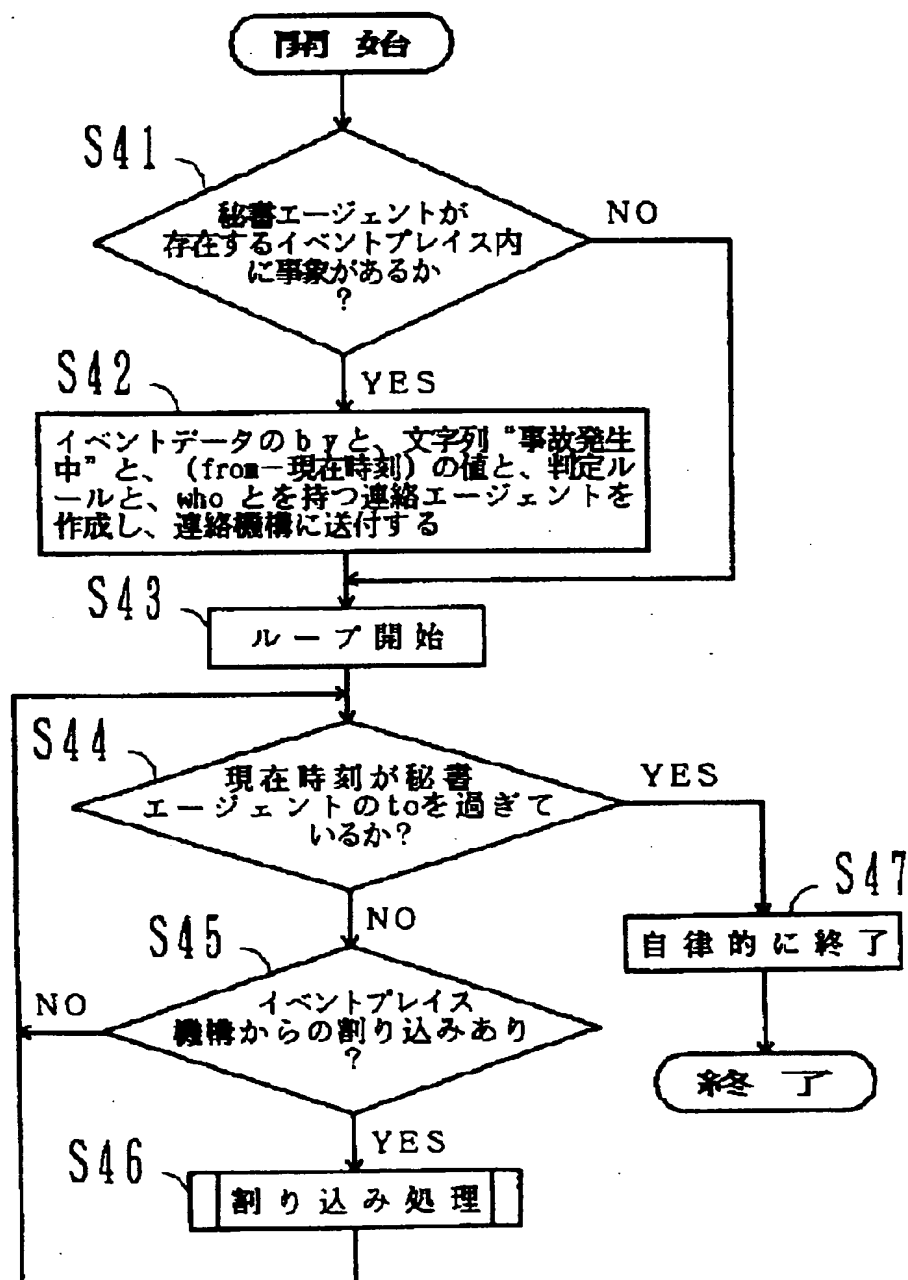 開始
S41
秘書エージェントが
存在するイベントプレイス内
に事象があるか
?
NO
YES
S42
イベントデータのbyと、文字列“事故発生
中”と、(from－現在時刻)の値と、判定ル
ールと、whoとを持つ連絡エージェントを
作成し、連絡機構に送付する
S43
ループ開始
S44
現在時刻が秘書
エージェントのtoを過ぎて
いるか?
YES
NO
S47
自律的に終了
S45
イベントプレイス
機構からの割り込みあり
?
NO
終了
YES
S46
割り込み処理